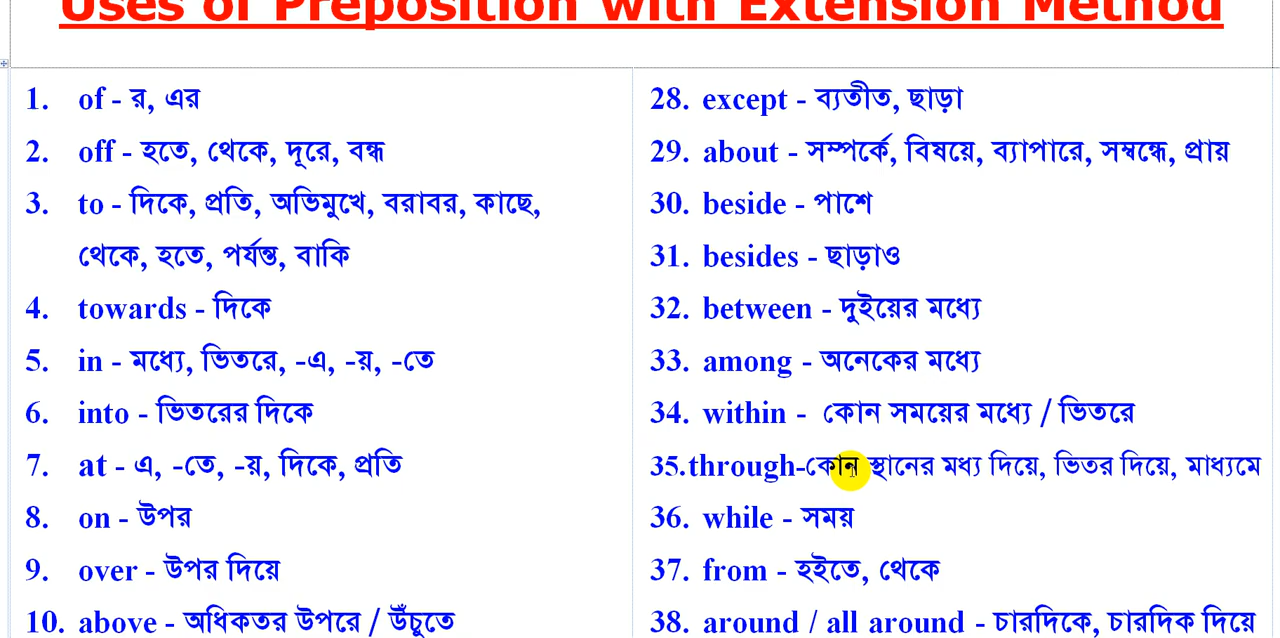 Uses of Preposition with Extension Method
1. of - র, এর
2. off - হতে, থেকে, দূরে, বন্ধ
3. to - দিকে, প্রতি, অভিমুখে, বরাবর, কাছে,
থেকে, হতে, পর্যন্ত, বাকি
4. towards - দিকে
5. in - মধ্যে, ভিতরে, -এ, -য়, -তে
6. into - ভিতরের দিকে
7. at - এ, -তে, -য়, দিকে, প্রতি
8. on - উপর
9. over - উপর দিয়ে
10. above - অধিকতর উপরে / উঁচুতে
28. except - ব্যতীত, ছাড়া
29. about - সম্পর্কে, বিষয়ে, ব্যাপারে, সম্বন্ধে, প্রায়
30. beside - পাশে
31. besides - ছাড়াও
32. between - দুইয়ের মধ্যে
33. among - অনেকের মধ্যে
34. within - কোন সময়ের মধ্যে / ভিতরে
35.through-কোন স্থানের মধ্য দিয়ে, ভিতর দিয়ে, মাধ্যমে
36. while - সময়
37. from - হইতে, থেকে
38. around / all around - চারদিকে, চারদিক দিয়ে